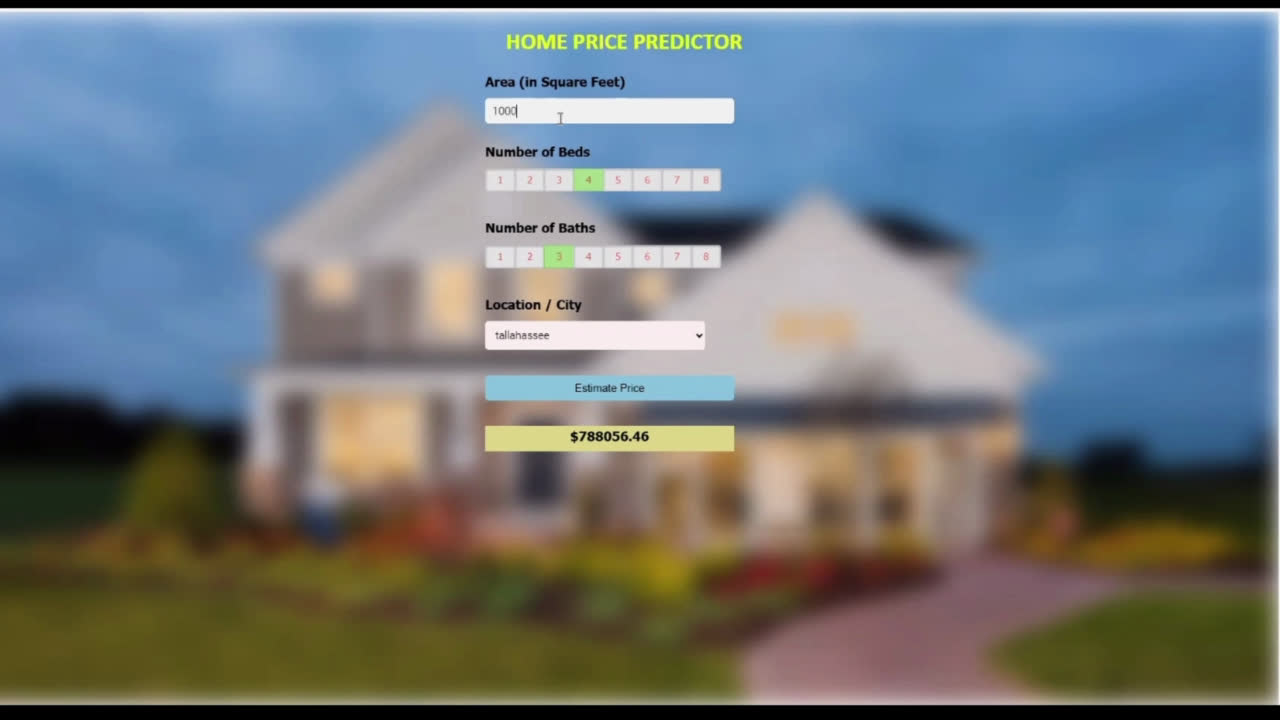 HOME PRICE PREDICTOR
Area (in Square Feet)
1000
Number of Beds
1 2 3 4 5 6 7 8
Number of Baths
1 2 3 4 5 6 7 8
Location / City
tallahassee
Estimate Price
$788056.46